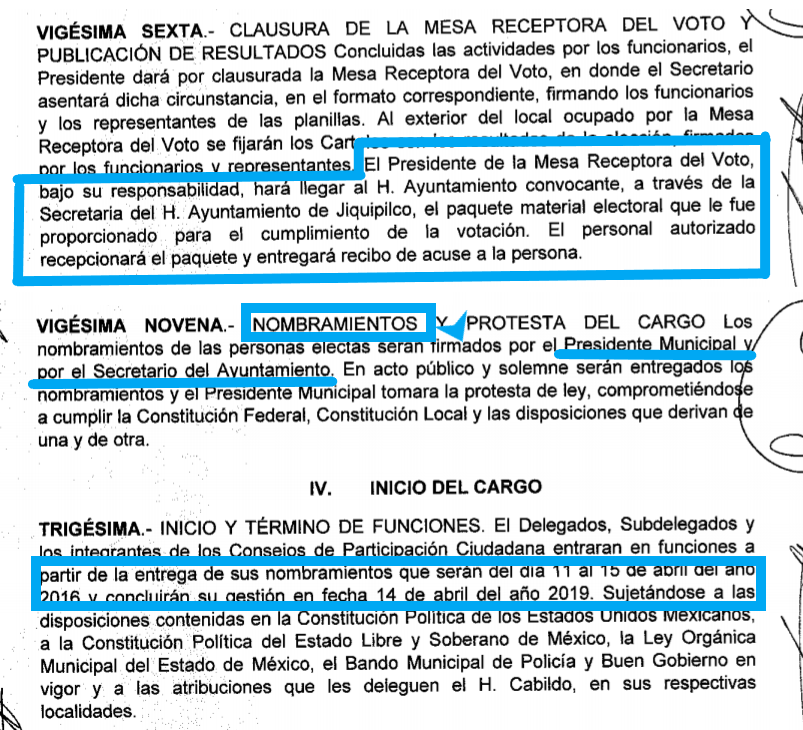 VIGÉSIMA SEXTA.- CLAUSURA DE LA MESA RECEPTORA DEL VOTO Y
PUBLICACIÓN DE RESULTADOS Concluidas las actividades por los funcionarios, el
Presidente dará por clausurada la Mesa Receptora del Voto, en donde el Secretario
asentará dicha circunstancia, en el formato correspondiente, firmando los funcionarios
y los representantes de las planillas. Al exterior del local ocupado por la Mesa
Receptora del Voto se fijarán los Carteles con los resultados de la elección, firmados
por los funcionarios y representantes. El Presidente de la Mesa Receptora del Voto,
bajo su responsabilidad, hará llegar al H. Ayuntamiento convocante, a través de la
Secretaria del H. Ayuntamiento de Jiquipilco, el paquete material electoral que le fue
proporcionado para el cumplimiento de la votación. El personal autorizado
recepcionará el paquete y entregará recibo de acuse a la persona.
VIGÉSIMA NOVENA.- NOMBRAMIENTOS Y PROTESTA DEL CARGO Los
nombramientos de las personas electas serán firmados por el Presidente Municipal y
por el Secretario del Ayuntamiento. En acto público y solemne serán entregados los
nombramientos y el Presidente Municipal tomara la protesta de ley, comprometiéndose
a cumplir la Constitución Federal, Constitución Local y las disposiciones que derivan de
una y de otra.
IV. INICIO DEL CARGO
TRIGÉSIMA.- INICIO Y TÉRMINO DE FUNCIONES. El Delegados, Subdelegados y
los integrantes de los Consejos de Participación Ciudadana entraran en funciones a
partir de la entrega de sus nombramientos que serán del día 11 al 15 de abril del año
2016 y concluirán su gestión en fecha 14 de abril del año 2019. Sujetándose a las
disposiciones contenidas en la Constitución Política de los Estados Unidos Mexicanos,
a la Constitución Política del Estado Libre y Soberano de México, la Ley Orgánica
Municipal del Estado de México, el Bando Municipal de Policía y Buen Gobierno en
vigor y a las atribuciones que les deleguen el H. Cabildo, en sus respectivas
localidades.